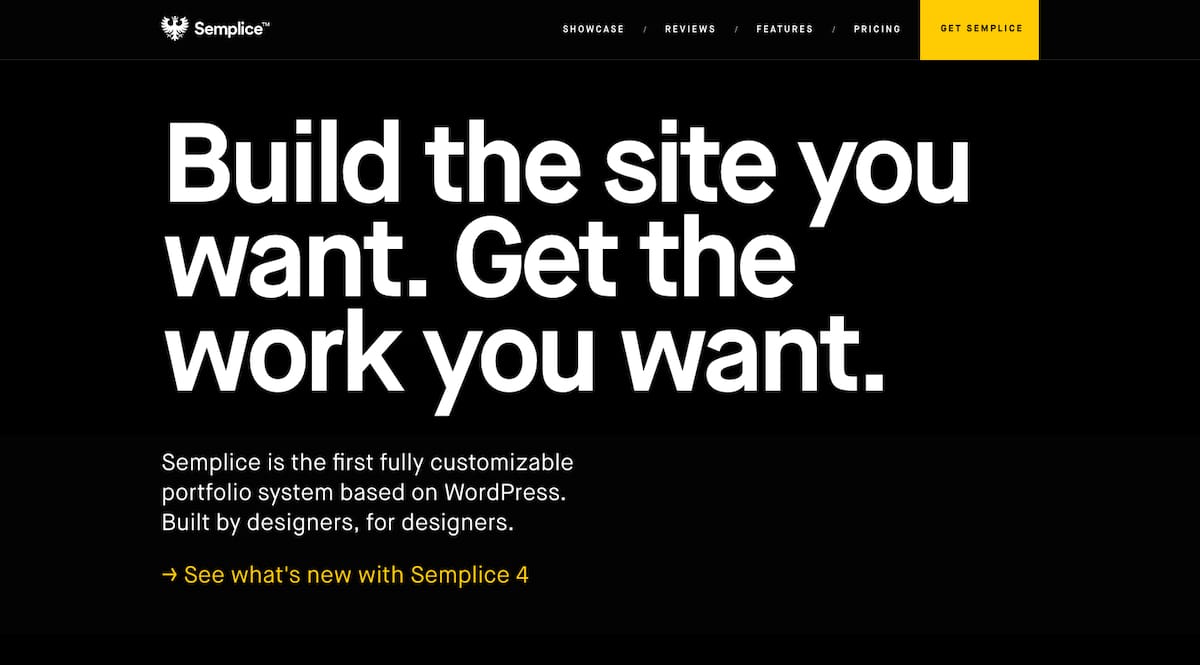 Semplice™
SHOWCASE / REVIEWS / FEATURES / PRICING
GET SEMPLICE
Build the site you
want. Get the
work you want.
Semplice is the first fully customizable
portfolio system based on WordPress.
Built by designers, for designers.
→ See what's new with Semplice 4